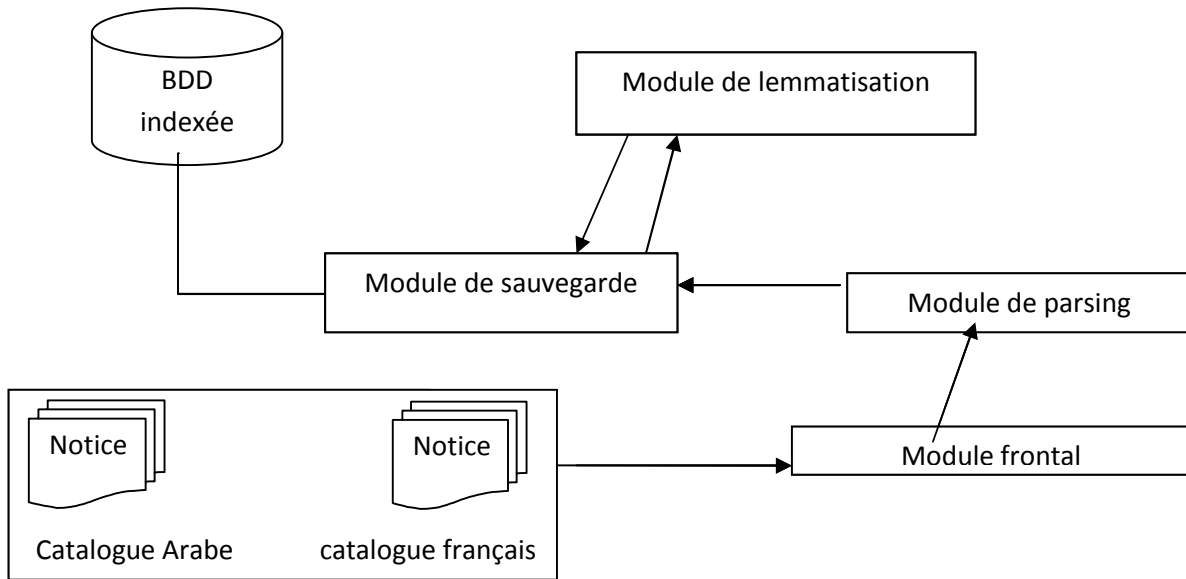 BDD
indexée
Module de lemmatisation
Module de sauvegarde
Module de parsing
Notice
Notice
Module frontal
Catalogue Arabe
catalogue français